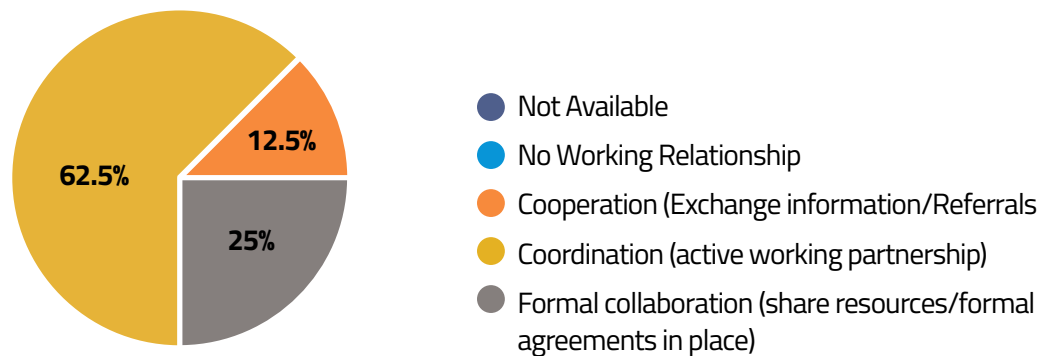 12.5%
62.5%
25%
Not Available
No Working Relationship
Cooperation (Exchange information/Referrals
Coordination (active working partnership)
Formal collaboration (share resources/formal
agreements in place)